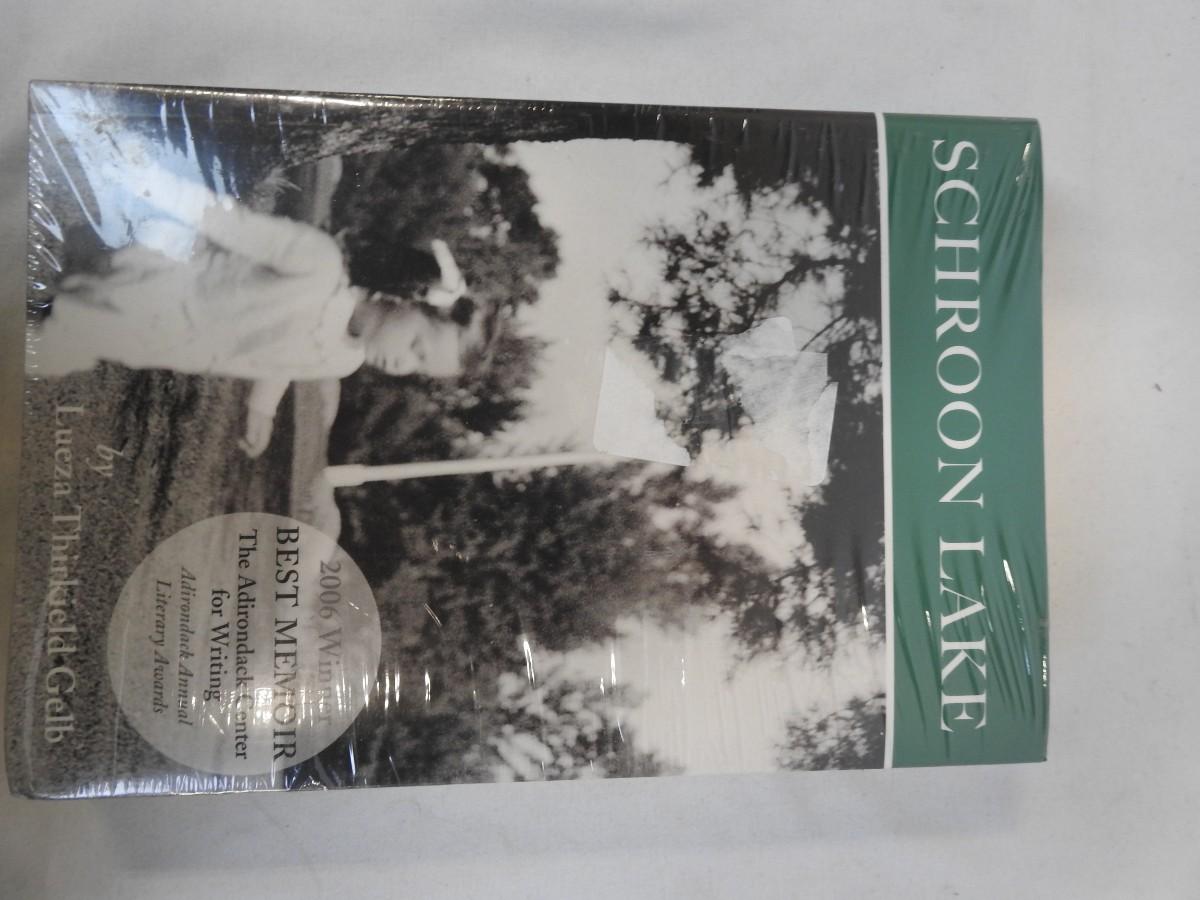 SCHROON LAKE
2006 Winner
BEST MEMOIR
The Adirondack Center
for Writing
Adirondack Annual
Literary Awards
by
Lueza Thirkield Gelb